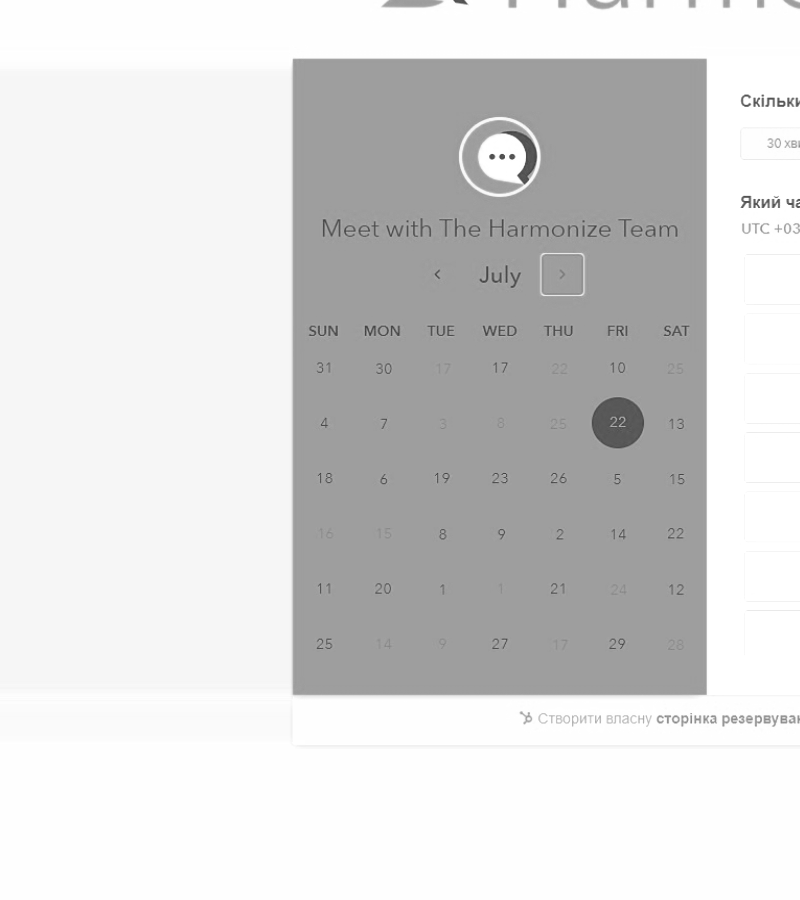 Meet with The Harmonize Team
July
SUN MON TUE WED THU FRI SAT
31 30 17 17 22 10 25
4 7 3 8 25 22 13
18 6 19 23 26 5 15
16 15 8 9 2 14 22
11 20 1 1 21 24 12
25 14 9 27 17 29 28
Скільки
30 хви
Який ча
UTC +03
Створити власну сторінка резервуван